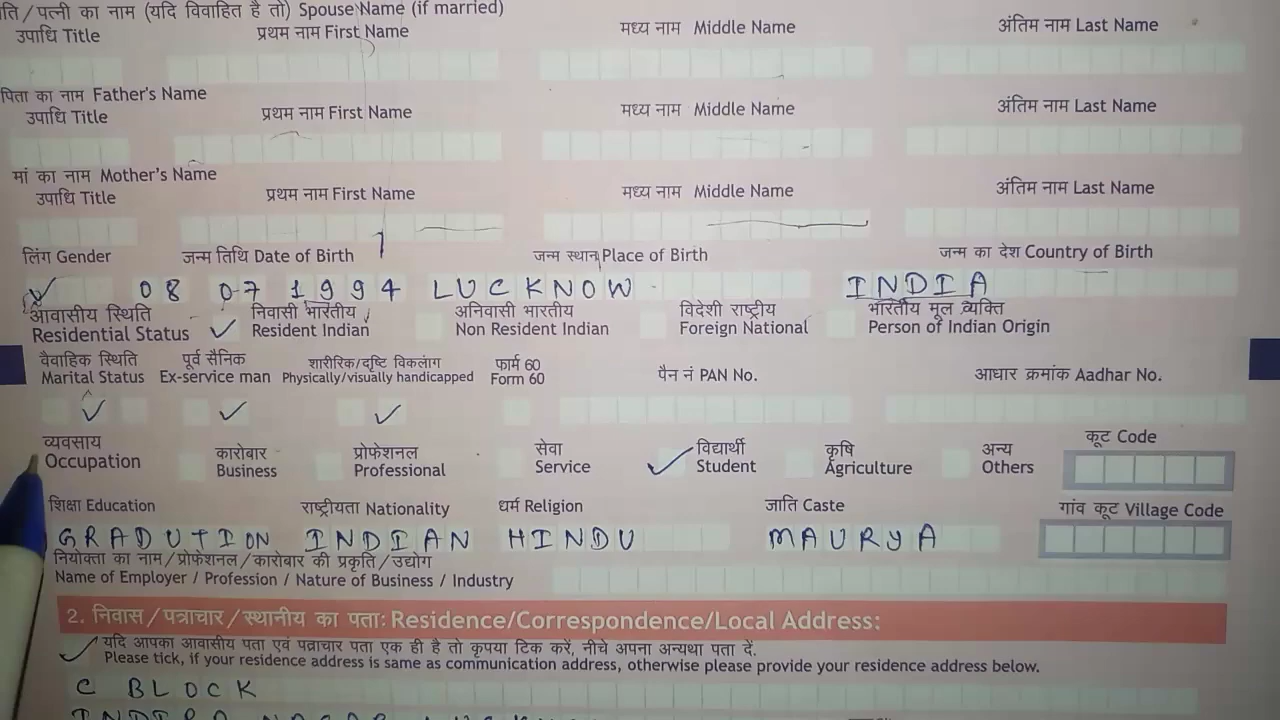 ति/पत्नी का नाम (यदि विवाहित है तो) Spouse Name (if married)
उपाधि Title प्रथम नाम First Name मध्य नाम Middle Name अंतिम नाम Last Name
पिता का नाम Father's Name
उपाधि Title प्रथम नाम First Name मध्य नाम Middle Name अंतिम नाम Last Name
मां का नाम Mother's Name
उपाधि Title प्रथम नाम First Name मध्य नाम Middle Name अंतिम नाम Last Name
लिंग Gender जन्म तिथि Date of Birth जन्म स्थान Place of Birth जन्म का देश Country of Birth
08 07 1994 LUCKNOW INDIA
आवासीय स्थिति निवासी भारतीय अनिवासी भारतीय विदेशी राष्ट्रीय भारतीय मूल व्यक्ति
Residential Status Resident Indian Non Resident Indian Foreign National Person of Indian Origin
वैवाहिक स्थिति पूर्व सैनिक शारीरिक/दृष्टि विकलांग फार्म 60 पैन नं PAN No. आधार क्रमांक Aadhar No.
Marital Status Ex-service man Physically/visually handicapped Form 60
व्यवसाय कारोबार प्रोफेशनल सेवा विद्यार्थी कृषि अन्य कूट Code
Occupation Business Professional Service Student Agriculture Others
शिक्षा Education राष्ट्रीयता Nationality धर्म Religion जाति Caste गांव कूट Village Code
GRADUTION INDIAN HINDU MAURYA
नियोक्ता का नाम/प्रोफेशनल/कारोबार की प्रकृति/उद्योग
Name of Employer / Profession / Nature of Business / Industry
2. निवास/पत्राचार/स्थानीय का पता: Residence/Correspondence/Local Address:
यदि आपका आवासीय पता एवं पत्राचार पता एक ही है तो कृपया टिक करें, नीचे अपना अन्यथा पता दें.
Please tick, if your residence address is same as communication address, otherwise please provide your residence address below.
C BLOCK